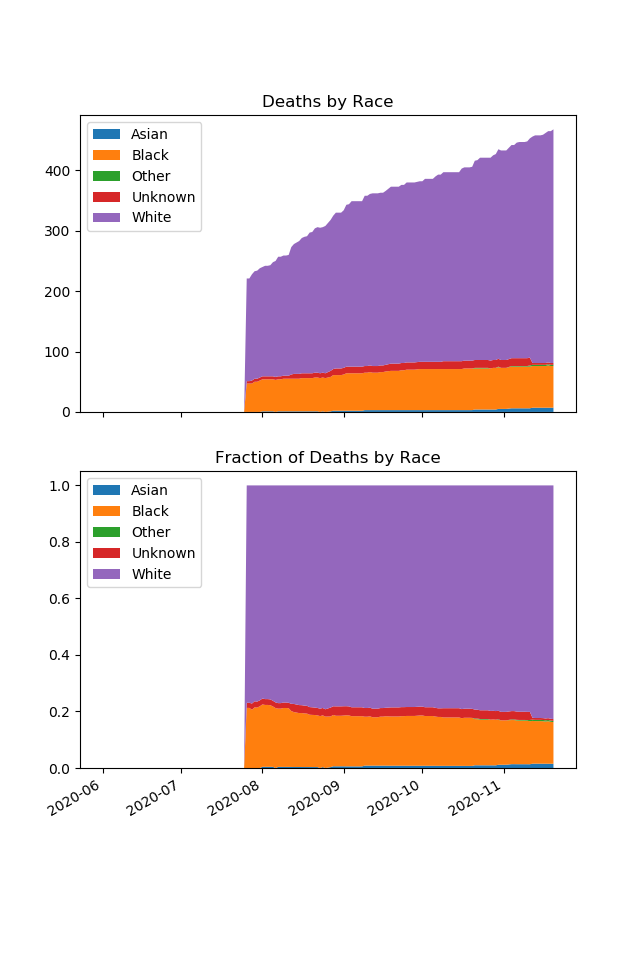 Deaths by Race
Asian
Black
Other
Unknown
White
400
300
200
100
0
Fraction of Deaths by Race
Asian
Black
Other
Unknown
White
1.0
0.8
0.6
0.4
0.2
0.0
2020-06
2020-07
2020-08
2020-09
2020-10
2020-11